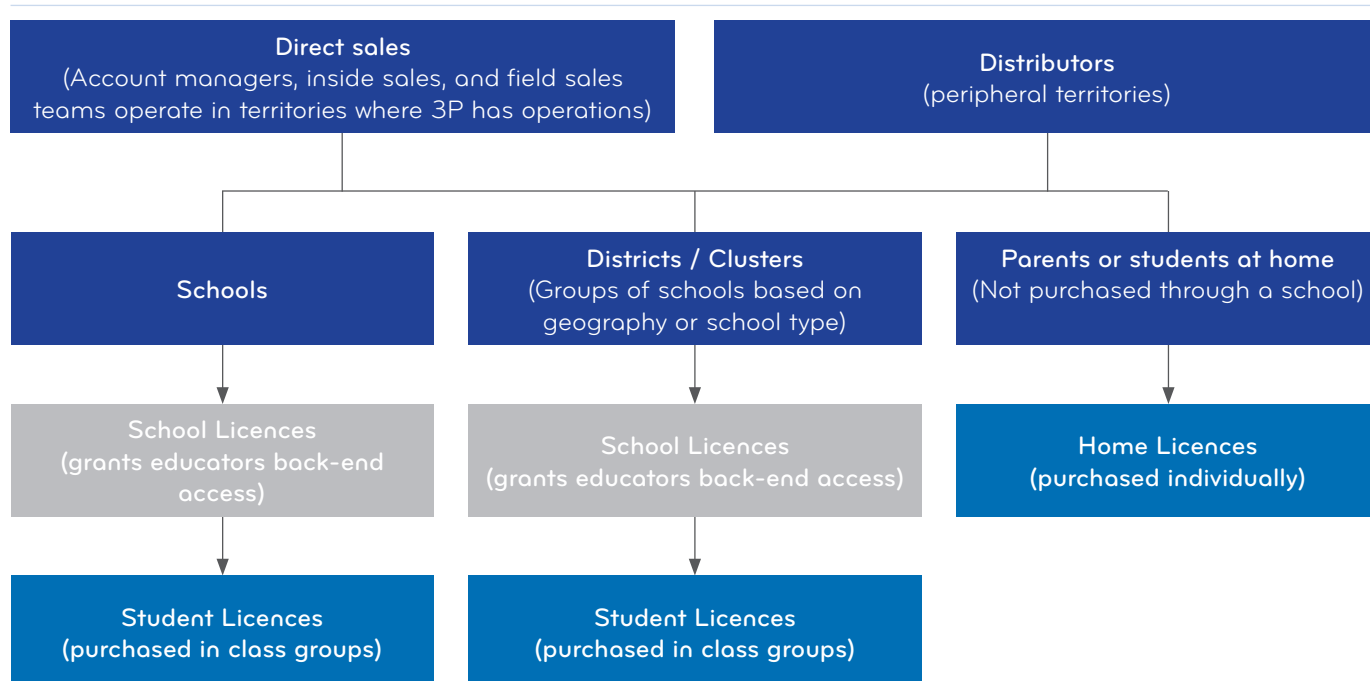 Direct sales
(Account managers, inside sales, and field sales
teams operate in territories where 3P has operations)
Distributors
(peripheral territories)
Schools
Districts / Clusters
(Groups of schools based on
geography or school type)
Parents or students at home
(Not purchased through a school)
School Licences
(grants educators back-end
access)
School Licences
(grants educators back-end access)
Home Licences
(purchased individually)
Student Licences
(purchased in class groups)
Student Licences
(purchased in class groups)